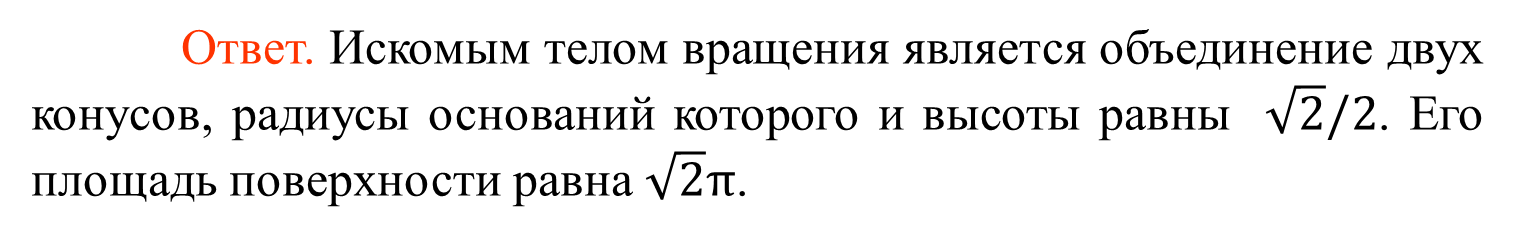 Ответ. Искомым телом вращения является объединение двух
конусов, радиусы оснований которого и высоты равны √2/2. Его
площадь поверхности равна √2π.